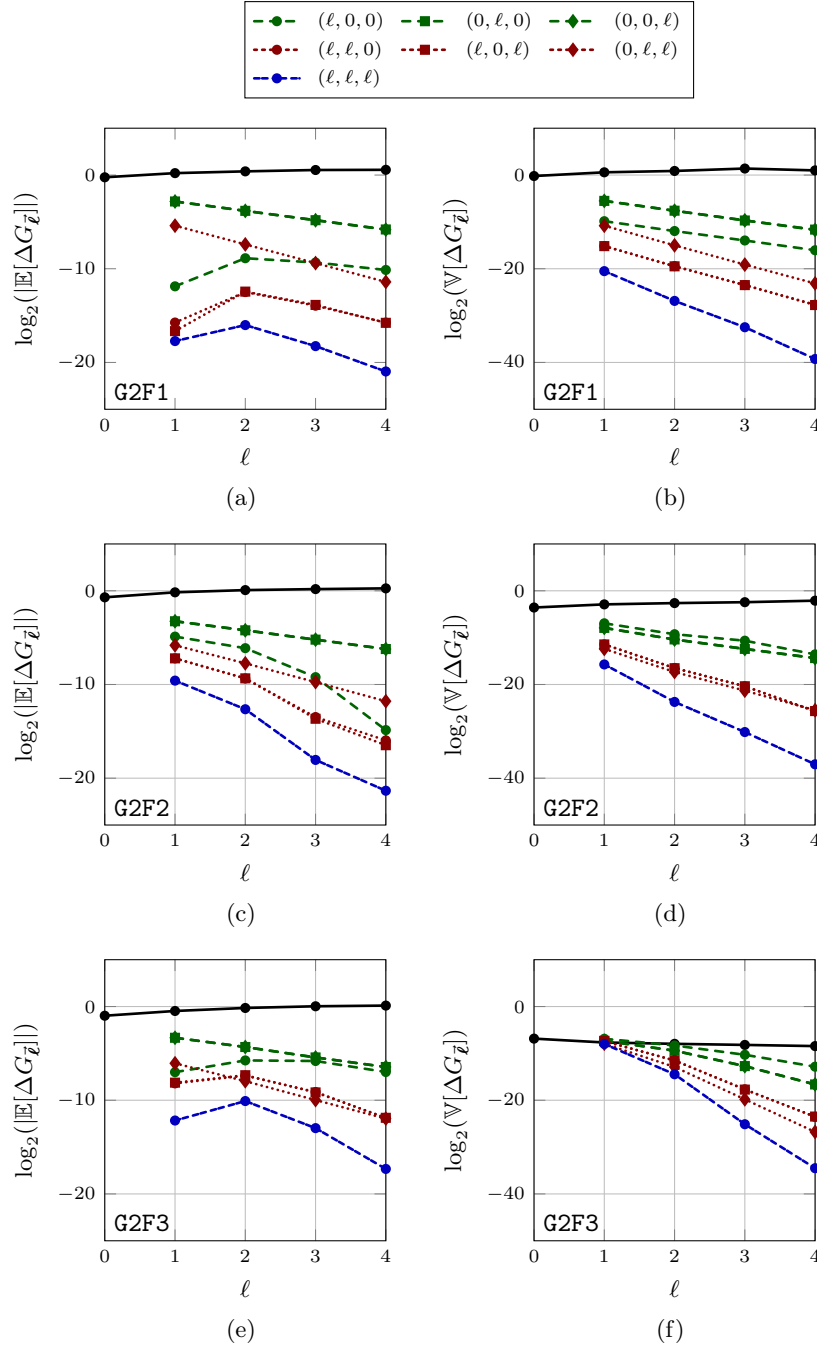 (ℓ, 0, 0) (0, ℓ, 0) (0, 0, ℓ)
(ℓ, ℓ, 0) (ℓ, 0, ℓ) (0, ℓ, ℓ)
(ℓ, ℓ, ℓ)
log₂(|𝔼[ΔG_ℓ⃗]|)
0
−10
−20
G2F1
0 1 2 3 4
ℓ
(a)
log₂(𝕍[ΔG_ℓ⃗])
0
−20
−40
G2F1
0 1 2 3 4
ℓ
(b)
log₂(|𝔼[ΔG_ℓ⃗]|)
0
−10
−20
G2F2
0 1 2 3 4
ℓ
(c)
log₂(𝕍[ΔG_ℓ⃗])
0
−20
−40
G2F2
0 1 2 3 4
ℓ
(d)
log₂(|𝔼[ΔG_ℓ⃗]|)
0
−10
−20
G2F3
0 1 2 3 4
ℓ
(e)
log₂(𝕍[ΔG_ℓ⃗])
0
−20
−40
G2F3
0 1 2 3 4
ℓ
(f)